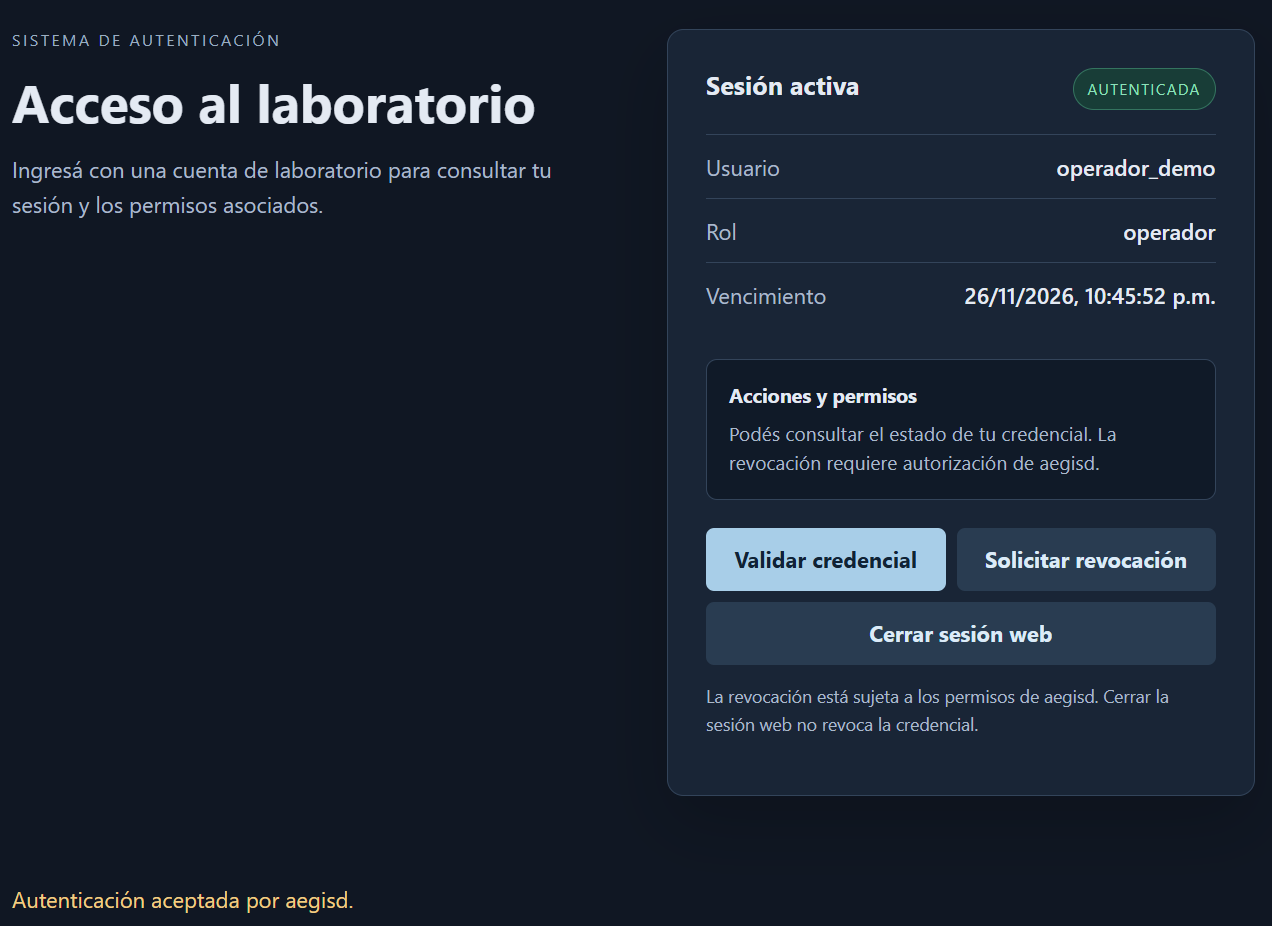 SISTEMA DE AUTENTICACIÓN
Acceso al laboratorio
Ingresá con una cuenta de laboratorio para consultar tu
sesión y los permisos asociados.
Sesión activa
AUTENTICADA
Usuario operador_demo
Rol operador
Vencimiento 26/11/2026, 10:45:52 p.m.
Acciones y permisos
Podés consultar el estado de tu credencial. La
revocación requiere autorización de aegisd.
Validar credencial
Solicitar revocación
Cerrar sesión web
La revocación está sujeta a los permisos de aegisd. Cerrar la
sesión web no revoca la credencial.
Autenticación aceptada por aegisd.